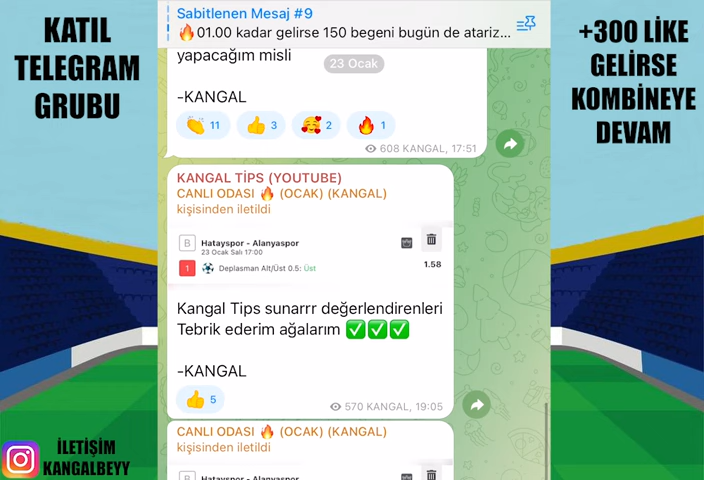 KATIL
TELEGRAM
GRUBU
Sabitlenen Mesaj #9
🔥01.00 kadar gelirse 150 begeni bugün de atariz...
yapacağım misli
23 Ocak
-KANGAL
👏 11 👍 3 🥰 2 🔥 1
608 KANGAL, 17:51
KANGAL TİPS (YOUTUBE)
CANLI ODASI 🔥 (OCAK) (KANGAL)
kişisinden iletildi
B Hatayspor - Alanyaspor
23 Ocak Salı 17:00
1.58
1 ⚽ Deplasman Alt/Üst 0.5: Üst
Kangal Tips sunarrr değerlendirenleri
Tebrik ederim ağalarım ✅✅✅
-KANGAL
👍 5
570 KANGAL, 19:05
CANLI ODASI 🔥 (OCAK) (KANGAL)
kişisinden iletildi
Hatayspor - Alanyaspor
+300 LİKE
GELİRSE
KOMBİNEYE
DEVAM
İLETİŞİM
KANGALBEYY